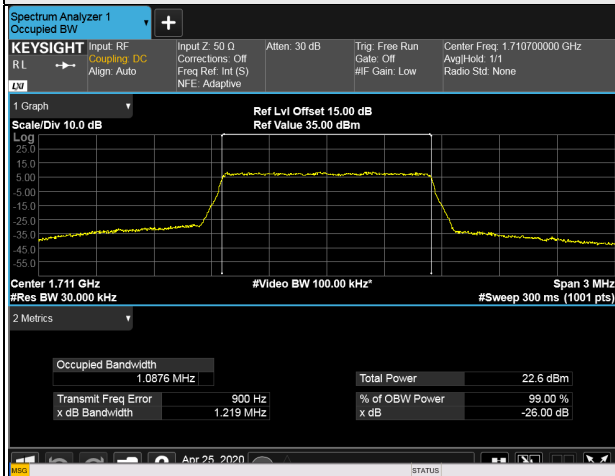 Spectrum Analyzer 1
Occupied BW
+
KEYSIGHT Input: RF Input Z: 50 Ω Atten: 30 dB Trig: Free Run Center Freq: 1.710700000 GHz
RL Coupling: DC Corrections: Off Gate: Off Avg|Hold: 1/1
Align: Auto Freq Ref: Int (S) #IF Gain: Low Radio Std: None
LXI NFE: Adaptive
1 Graph
Ref Lvl Offset 15.00 dB
Scale/Div 10.0 dB Ref Value 35.00 dBm
Log
25.0
15.0
5.00
-5.00
-15.0
-25.0
-35.0
-45.0
-55.0
Center 1.711 GHz #Video BW 100.00 kHz* Span 3 MHz
#Res BW 30.000 kHz #Sweep 300 ms (1001 pts)
2 Metrics
Occupied Bandwidth
1.0876 MHz Total Power 22.6 dBm
Transmit Freq Error 900 Hz % of OBW Power 99.00 %
x dB Bandwidth 1.219 MHz x dB -26.00 dB
Apr 25, 2020
MSG STATUS